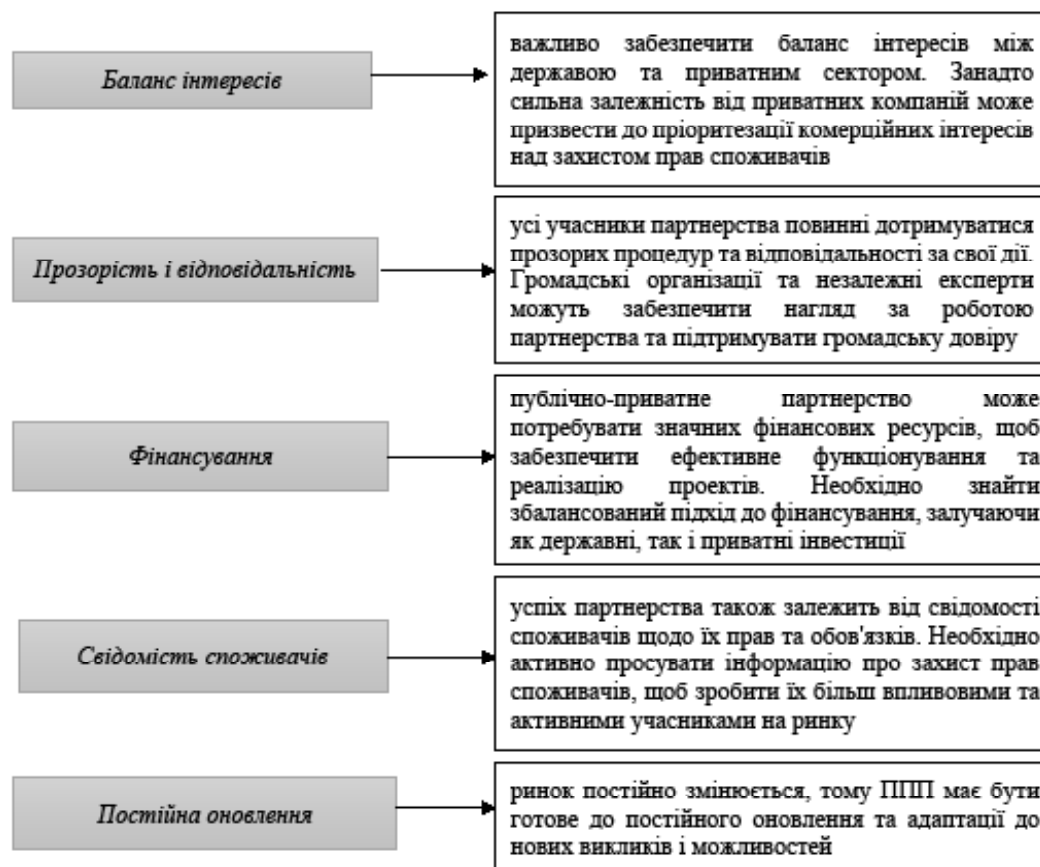 Баланс інтересів
важливо забезпечити баланс інтересів між
державою та приватним сектором. Занадто
сильна залежність від приватних компаній може
призвести до пріоритезації комерційних інтересів
над захистом прав споживачів
Прозорість і відповідальність
усі учасники партнерства повинні дотримуватися
прозорих процедур та відповідальності за свої дії.
Громадські організації та незалежні експерти
можуть забезпечити нагляд за роботою
партнерства та підтримувати громадську довіру
Фінансування
публічно-приватне партнерство може
потребувати значних фінансових ресурсів, щоб
забезпечити ефективне функціонування та
реалізацію проектів. Необхідно знайти
збалансований підхід до фінансування, залучаючи
як державні, так і приватні інвестиції
Свідомість споживачів
успіх партнерства також залежить від свідомості
споживачів щодо їх прав та обов'язків. Необхідно
активно просувати інформацію про захист прав
споживачів, щоб зробити їх більш впливовими та
активними учасниками на ринку
Постійна оновлення
ринок постійно змінюється, тому ППП має бути
готове до постійного оновлення та адаптації до
нових викликів і можливостей